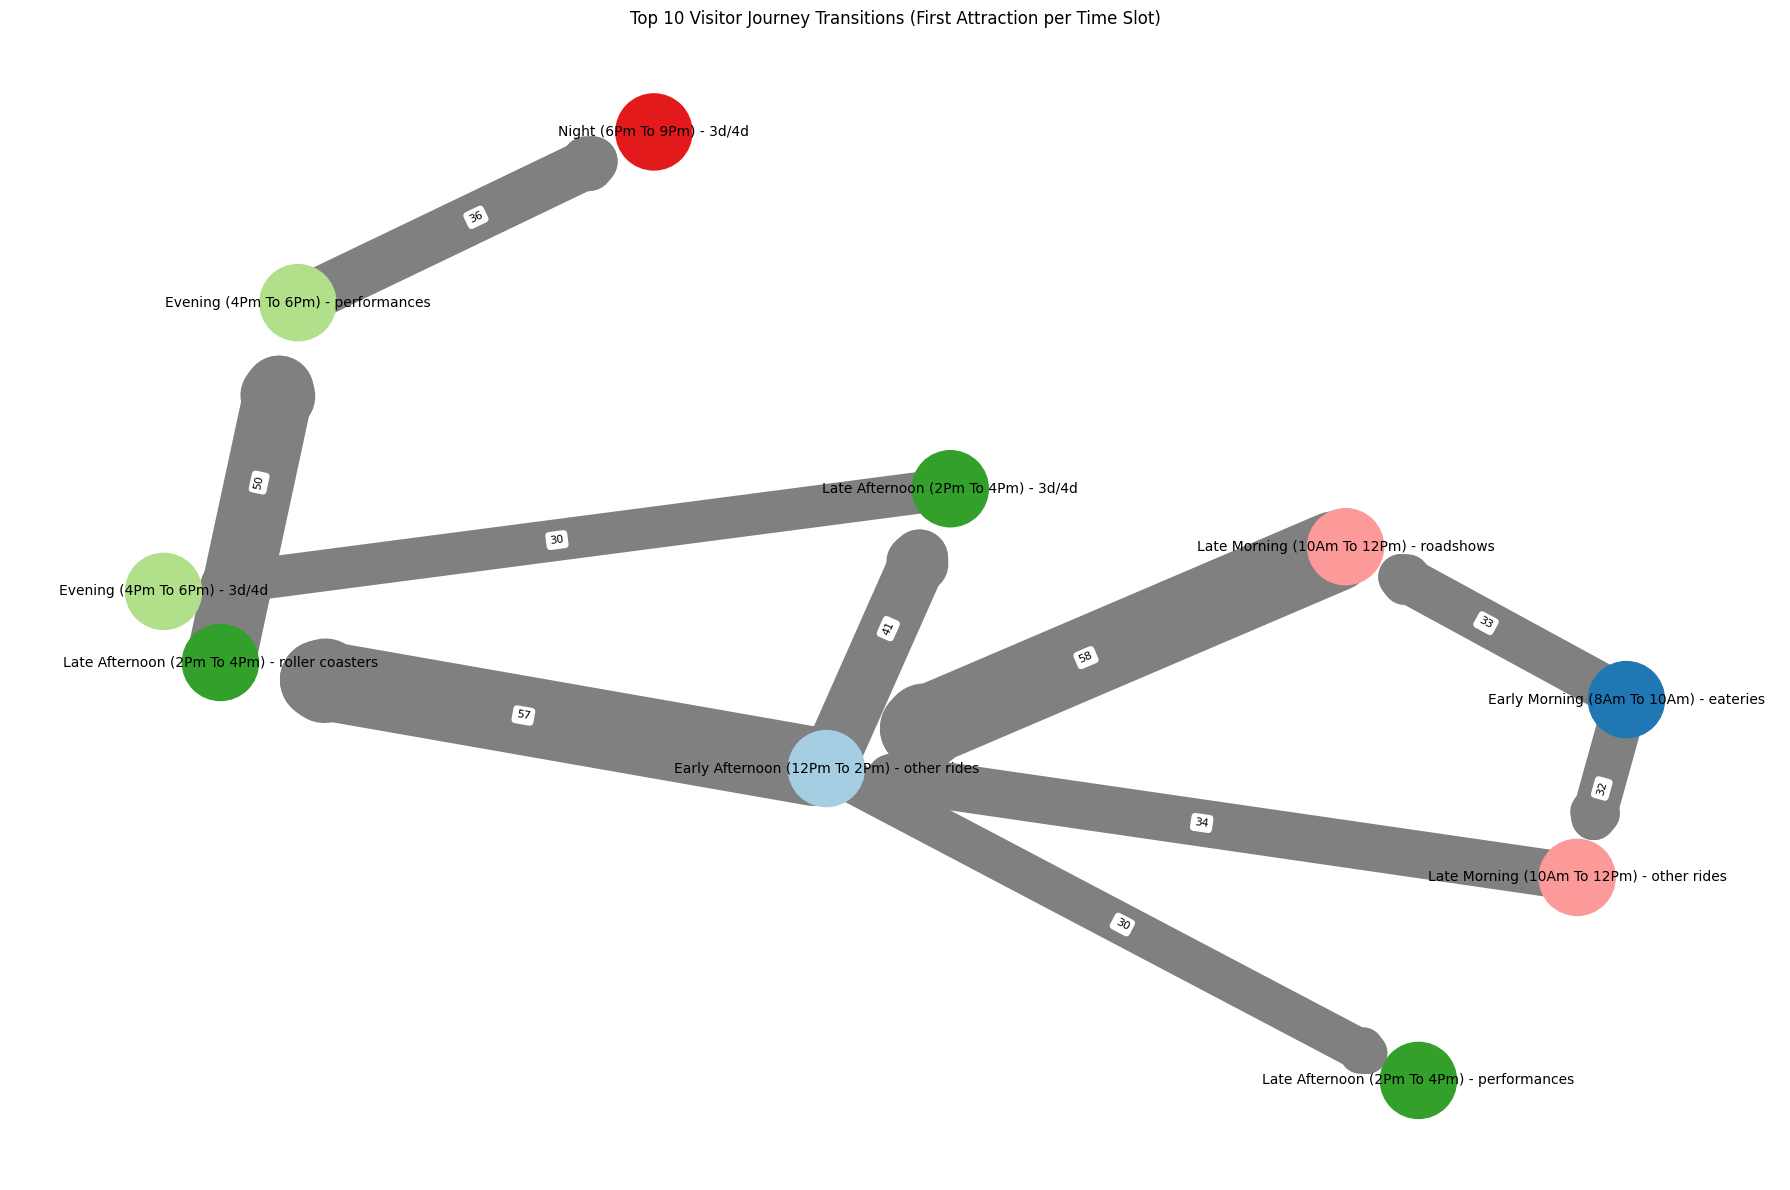 Top 10 Visitor Journey Transitions (First Attraction per Time Slot)
Night (6Pm To 9Pm) - 3d/4d
36
Evening (4Pm To 6Pm) - performances
50
Late Afternoon (2Pm To 4Pm) - 3d/4d
30
Late Morning (10Am To 12Pm) - roadshows
Evening (4Pm To 6Pm) - 3d/4d
33
41
58
Late Afternoon (2Pm To 4Pm) - roller coasters
Early Morning (8Am To 10Am) - eateries
57
Early Afternoon (12Pm To 2Pm) - other rides
32
34
Late Morning (10Am To 12Pm) - other rides
30
Late Afternoon (2Pm To 4Pm) - performances